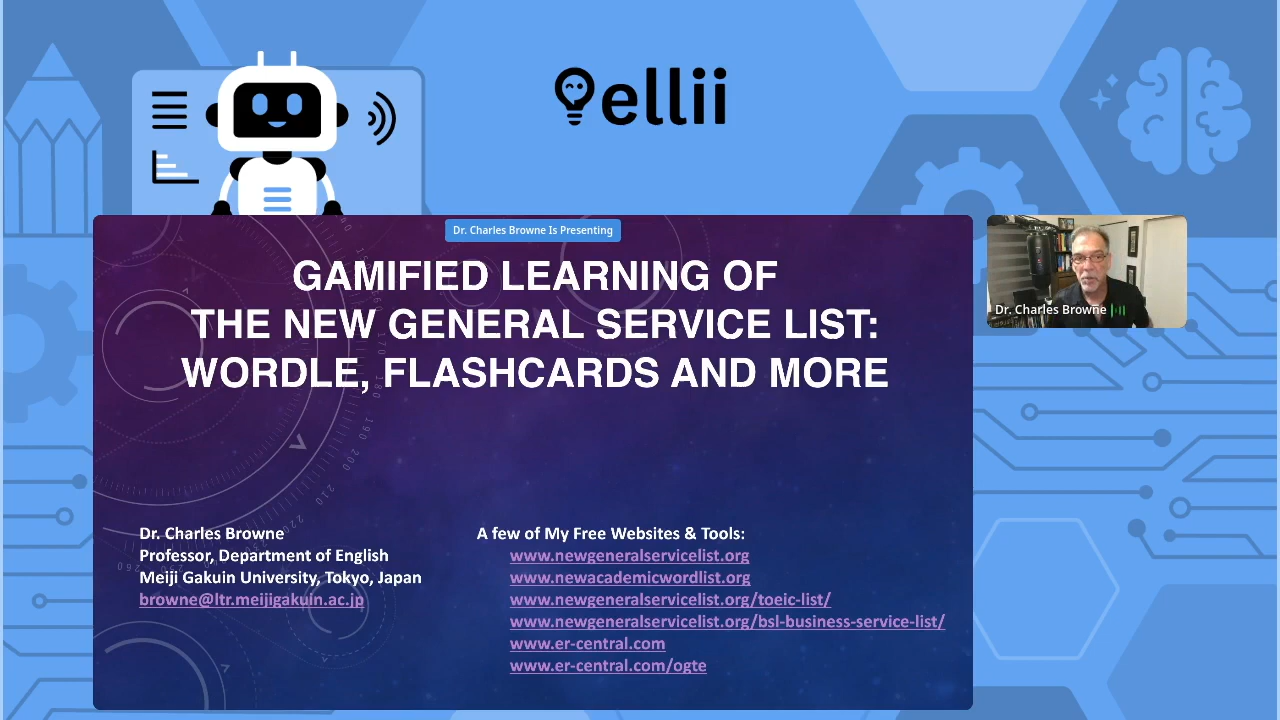 ellii
Dr. Charles Browne Is Presenting
GAMIFIED LEARNING OF
THE NEW GENERAL SERVICE LIST:
WORDLE, FLASHCARDS AND MORE
Dr. Charles Browne
Dr. Charles Browne
Professor, Department of English
Meiji Gakuin University, Tokyo, Japan
browne@ltr.meijigakuin.ac.jp
A few of My Free Websites & Tools:
www.newgeneralservicelist.org
www.newacademicwordlist.org
www.newgeneralservicelist.org/toeic-list/
www.newgeneralservicelist.org/bsl-business-service-list/
www.er-central.com
www.er-central.com/ogte